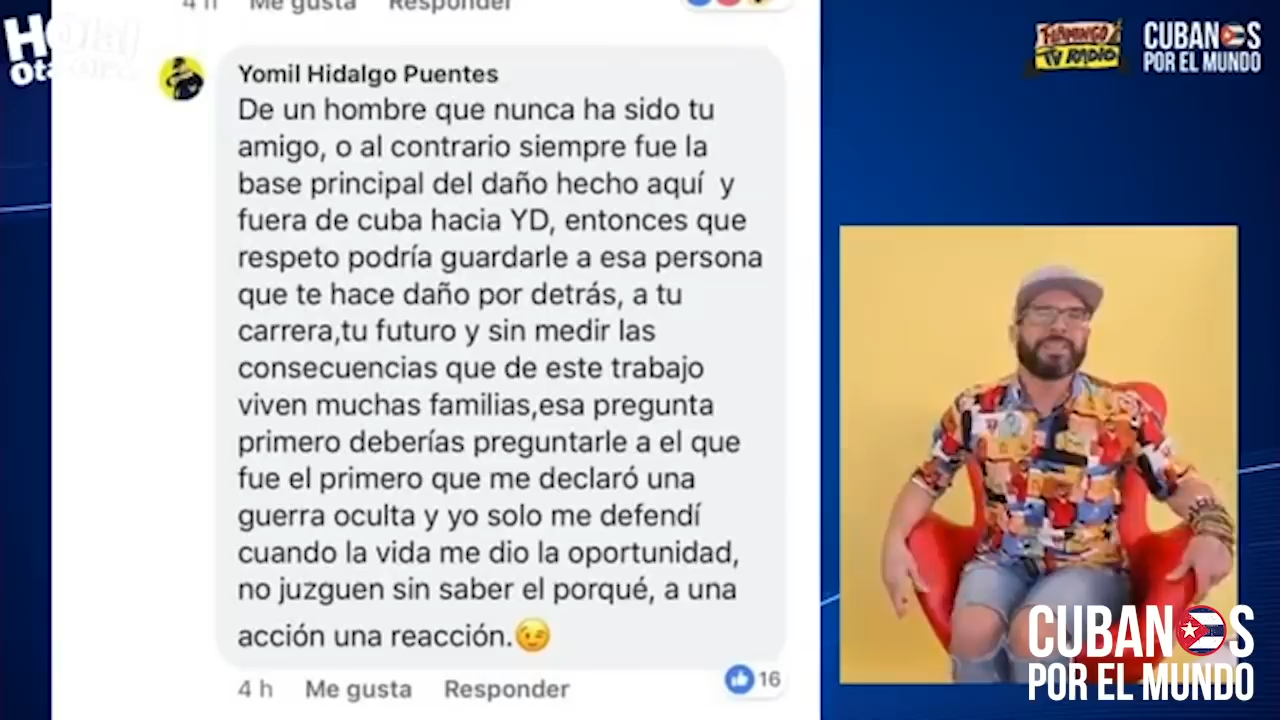 4 h Me gusta Responder
Hola!
Ota-Ola
FLAMINGO
TV RADIO
CUBANOS
POR EL MUNDO
Yomil Hidalgo Puentes
De un hombre que nunca ha sido tu
amigo, o al contrario siempre fue la
base principal del daño hecho aquí y
fuera de cuba hacia YD, entonces que
respeto podría guardarle a esa persona
que te hace daño por detrás, a tu
carrera,tu futuro y sin medir las
consecuencias que de este trabajo
viven muchas familias,esa pregunta
primero deberías preguntarle a el que
fue el primero que me declaró una
guerra oculta y yo solo me defendí
cuando la vida me dio la oportunidad,
no juzguen sin saber el porqué, a una
acción una reacción.😉
4 h Me gusta Responder 16
CUBANOS
POR EL MUNDO